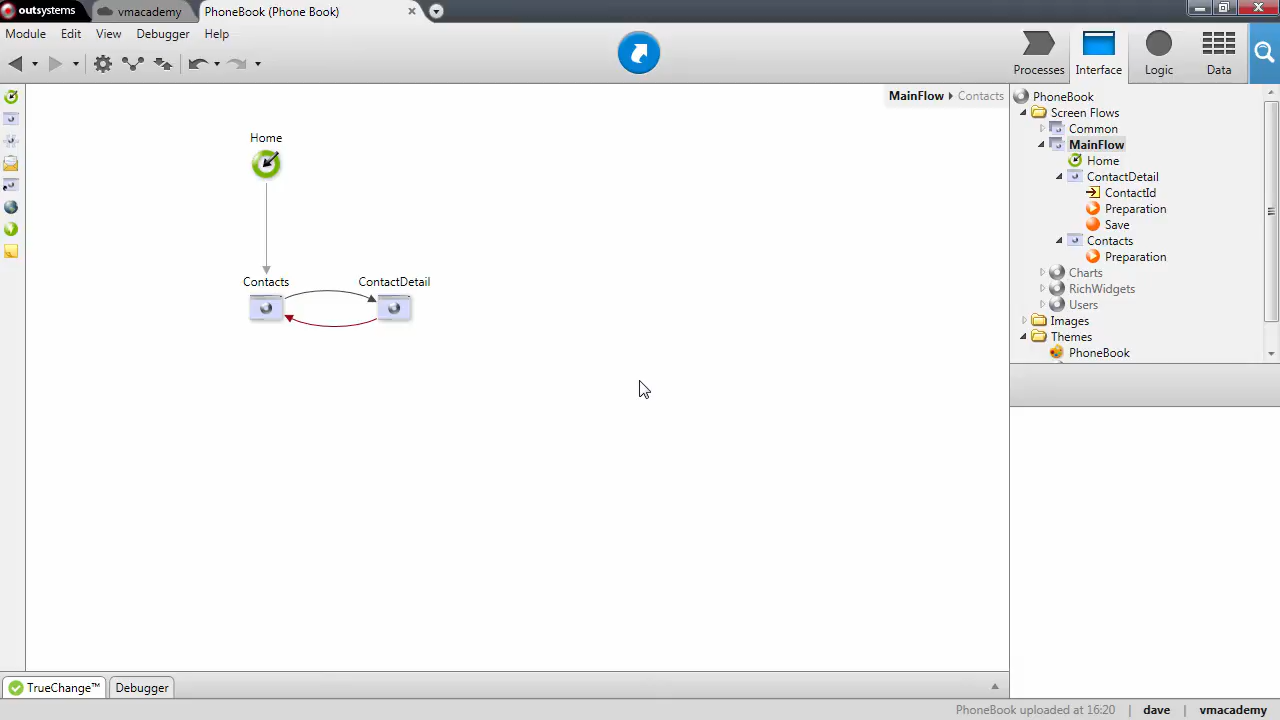 outsystems
vmacademy
PhoneBook (Phone Book)
Module
Edit
View
Debugger
Help
Processes
Interface
Logic
Data
MainFlow
Contacts
Home
Contacts
ContactDetail
PhoneBook
Screen Flows
Common
MainFlow
Home
ContactDetail
ContactId
Preparation
Save
Contacts
Preparation
Charts
RichWidgets
Users
Images
Themes
PhoneBook
TrueChange™
Debugger
PhoneBook uploaded at 16:20
dave
vmacademy